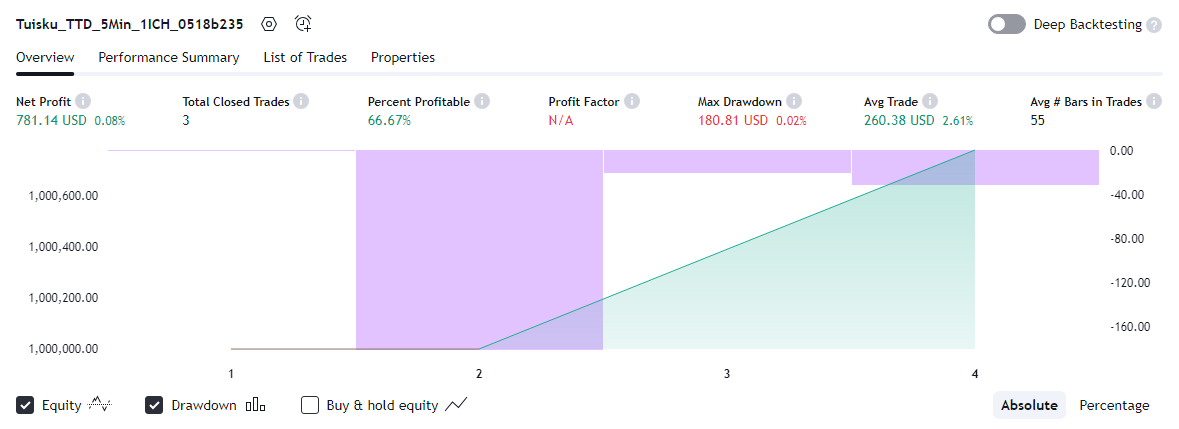 Tuisku_TTD_5Min_1ICH_0518b235
Deep Backtesting ?
Overview Performance Summary List of Trades Properties
Net Profit i Total Closed Trades i Percent Profitable i Profit Factor i Max Drawdown i Avg Trade i Avg # Bars in Trades i
781.14 USD 0.08% 3 66.67% N/A 180.81 USD 0.02% 260.38 USD 2.61% 55
0.00
1,000,600.00 -40.00
1,000,400.00 -80.00
-120.00
1,000,200.00
-160.00
1,000,000.00
1 2 3 4
Equity Drawdown Buy & hold equity Absolute Percentage